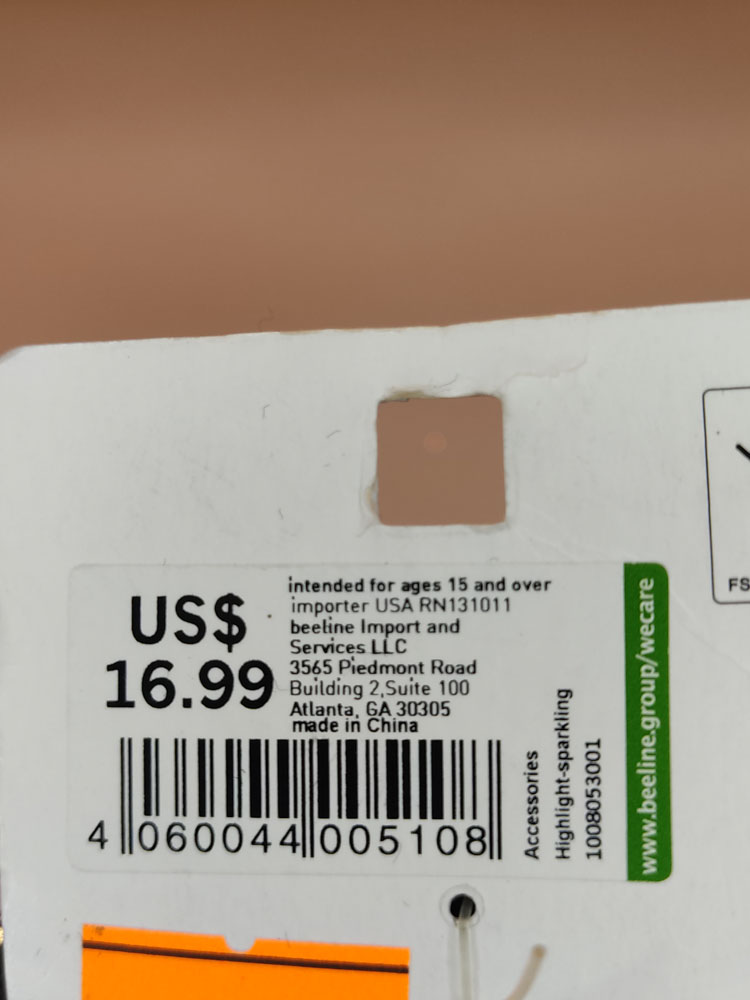 US$
16.99
intended for ages 15 and over
importer USA RN131011
beeline Import and
Services LLC
3565 Piedmont Road
Building 2,Suite 100
Atlanta, GA 30305
made in China
4 060044 005108
Accessories
Highlight-sparkling
1008053001
www.beeline.group/wecare
FS